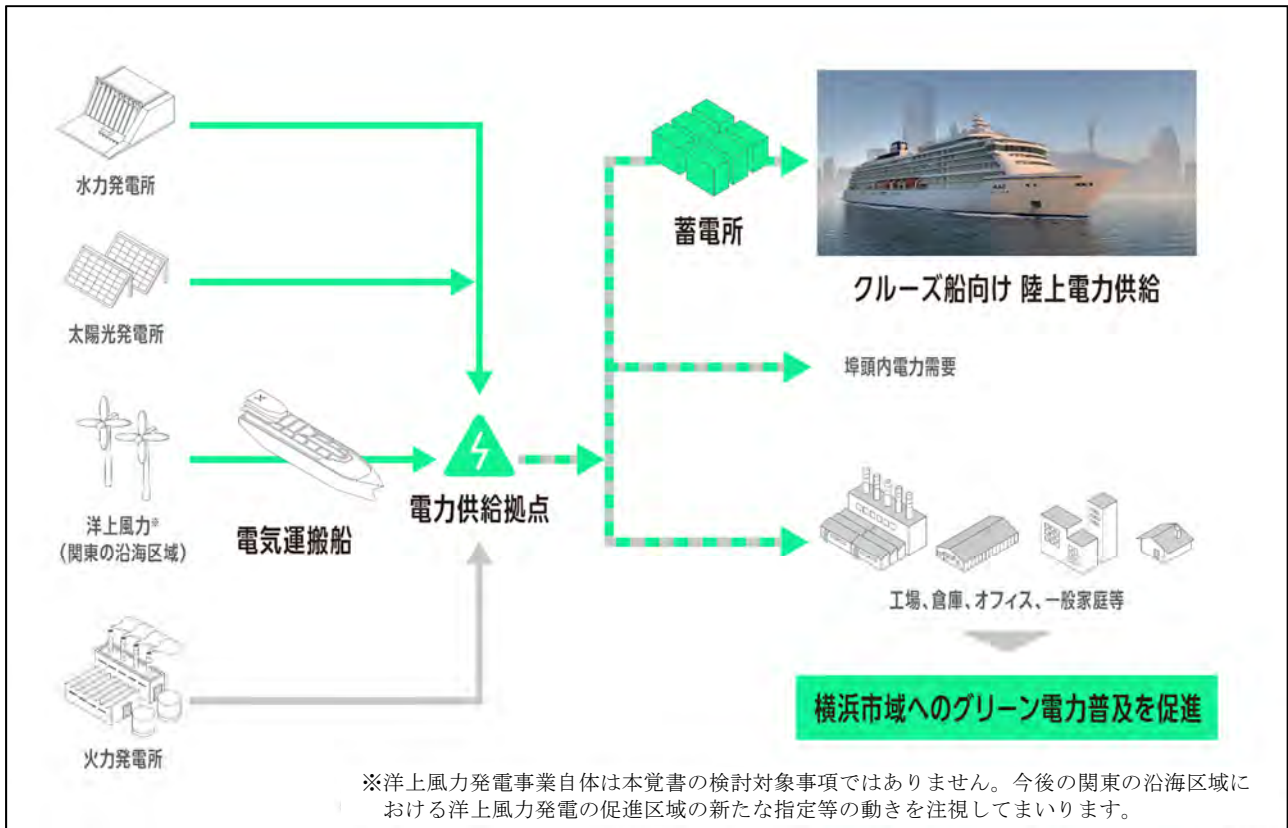 水力発電所
太陽光発電所
洋上風力※
(関東の沿海区域)
火力発電所
電気運搬船
電力供給拠点
蓄電所
クルーズ船向け 陸上電力供給
埠頭内電力需要
工場、倉庫、オフィス、一般家庭等
横浜市域へのグリーン電力普及を促進
※洋上風力発電事業自体は本覚書の検討対象事項ではありません。今後の関東の沿海区域に
おける洋上風力発電の促進区域の新たな指定等の動きを注視してまいります。